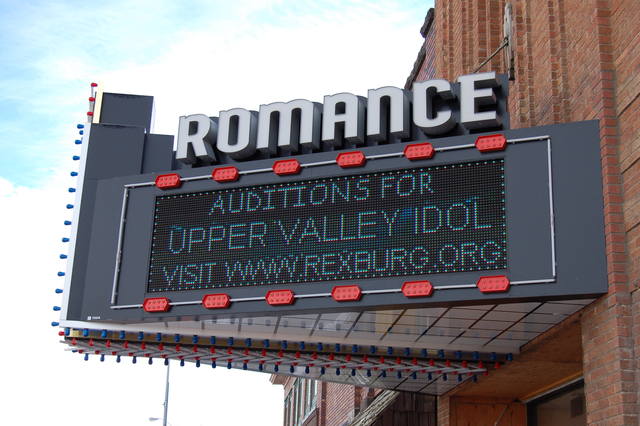 ROMANCE
AUDITIONS FOR
UPPER VALLEY IDOL
VISIT WWW.REXBURG.ORG